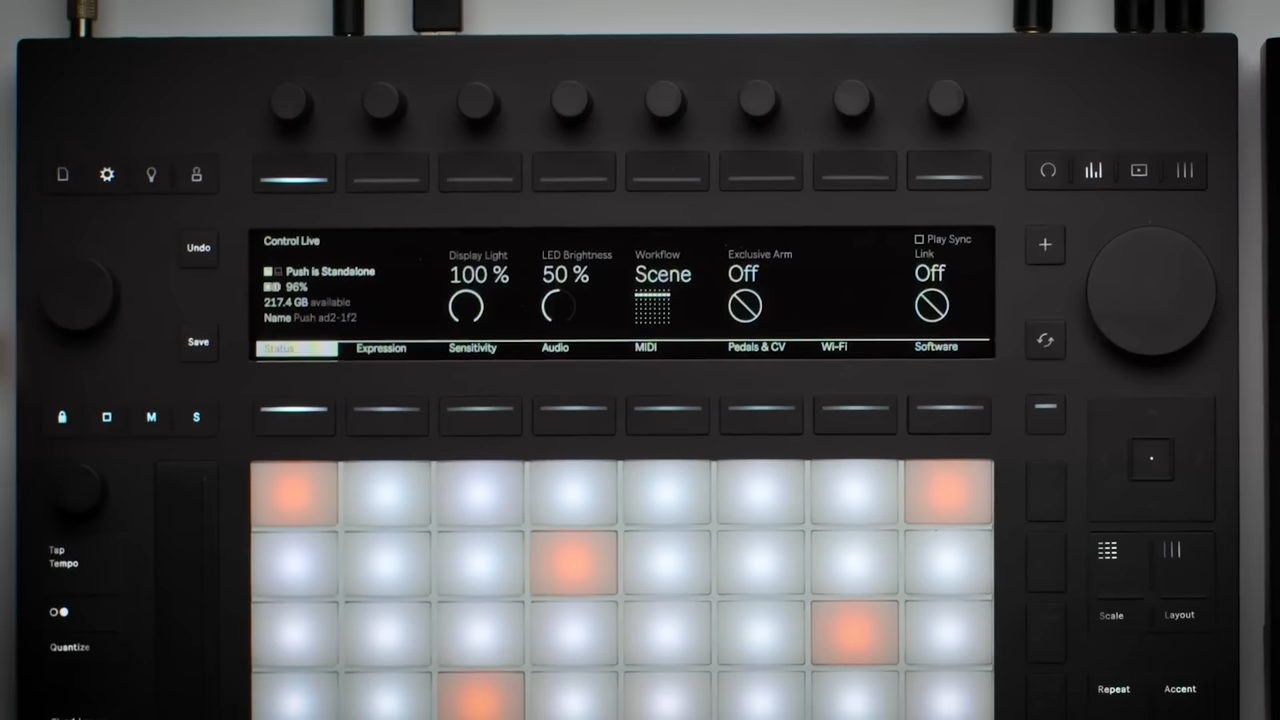 Undo
Save
Control Live
Push is Standalone
96%
217.4 GB available
Name Push ad2-1f2
Display Light
100 %
LED Brightness
50 %
Workflow
Scene
Exclusive Arm
Off
Play Sync
Link
Off
Status Expression Sensitivity Audio MIDI Pedals & CV Wi-Fi Software
M S
Tap
Tempo
Quantize
Scale Layout
Repeat Accent